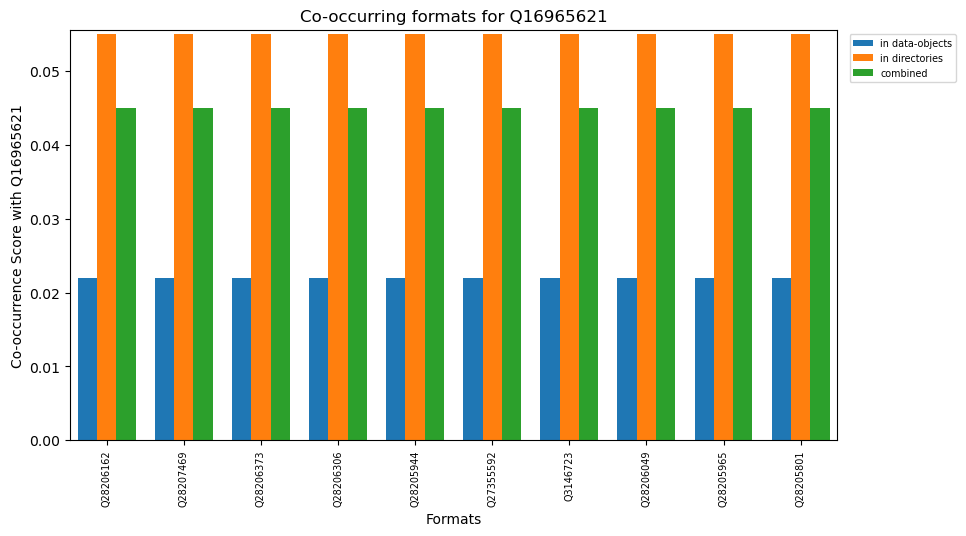 Co-occurring formats for Q16965621
in data-objects
in directories
combined
Co-occurrence Score with Q16965621
0.05
0.04
0.03
0.02
0.01
0.00
Q28206162
Q28207469
Q28206373
Q28206306
Q28205944
Q27355592
Q3146723
Q28206049
Q28205965
Q28205801
Formats